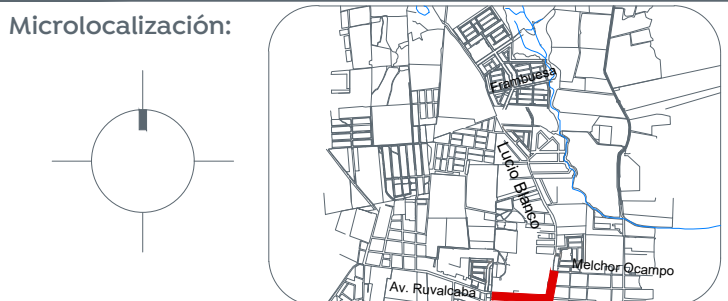 Microlocalización:
Frambuesa
Lucio Blanco
Melchor Ocampo
Av. Ruvalcaba